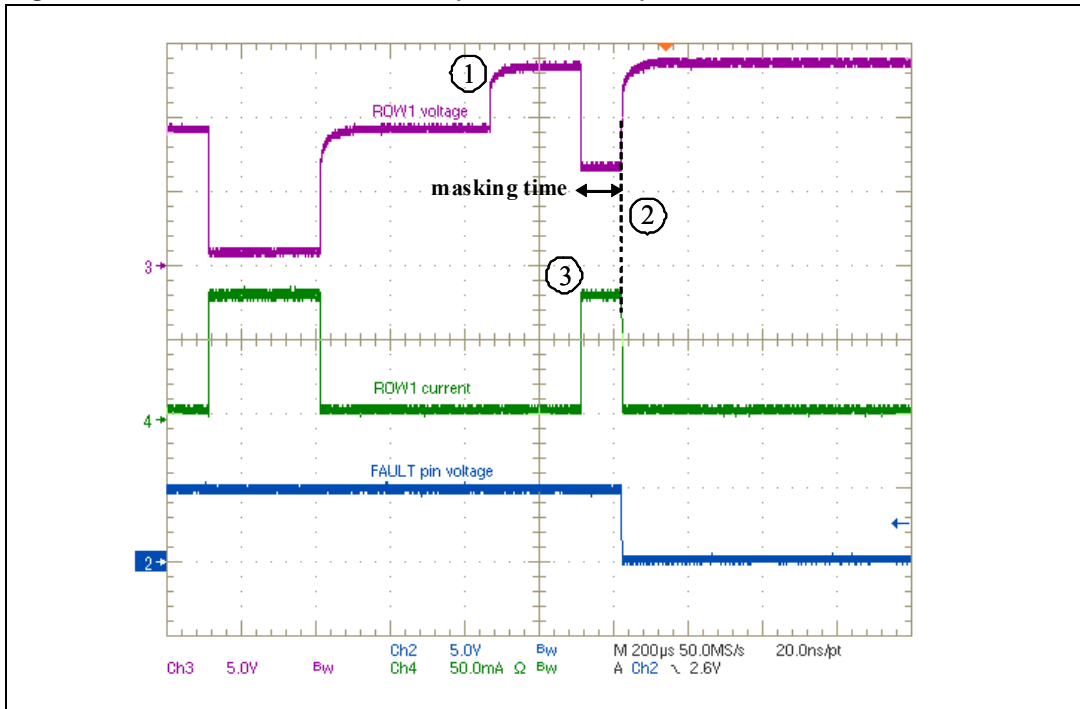 1
ROW1 voltage
masking time
2
3
3
ROW1 current
4
FAULT pin voltage
2
Ch2 5.0V Bw M 200µs 50.0MS/s 20.0ns/pt
Ch3 5.0V Bw Ch4 50.0mA Ω Bw A Ch2 2.6V